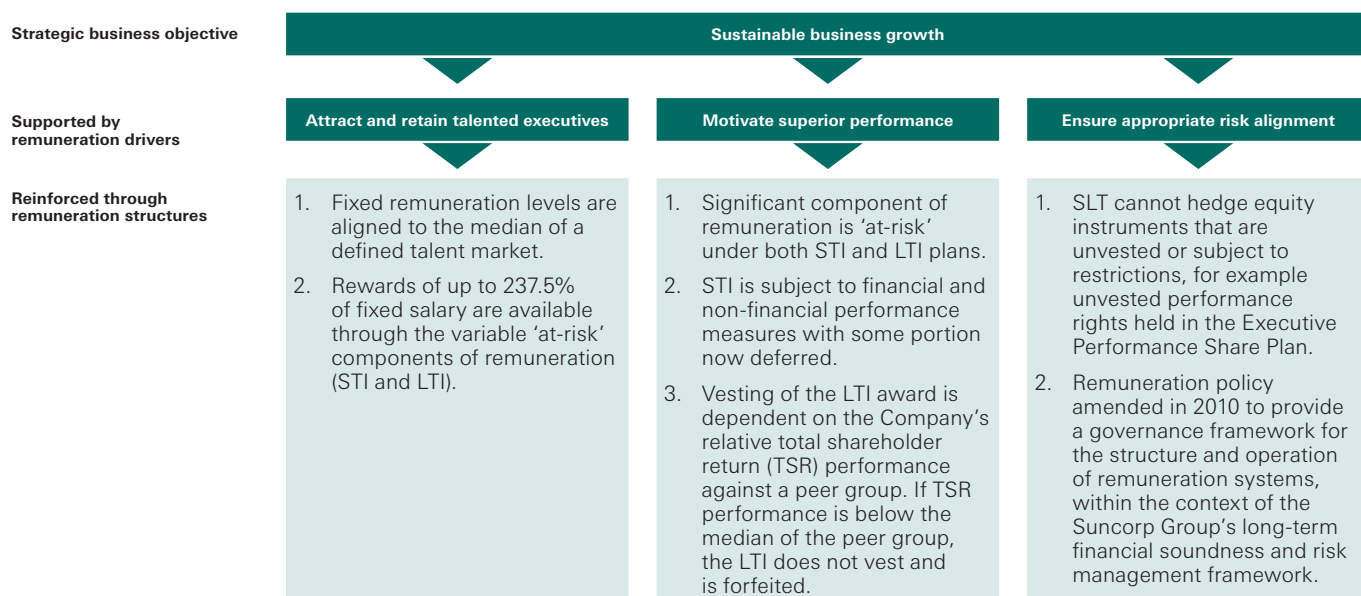 Strategic business objective
Sustainable business growth
Supported by
remuneration drivers
Attract and retain talented executives
Motivate superior performance
Ensure appropriate risk alignment
Reinforced through
remuneration structures
1. Fixed remuneration levels are
aligned to the median of a
defined talent market.
2. Rewards of up to 237.5%
of fixed salary are available
through the variable ‘at-risk’
components of remuneration
(STI and LTI).
1. Significant component of
remuneration is ‘at-risk’
under both STI and LTI plans.
2. STI is subject to financial and
non-financial performance
measures with some portion
now deferred.
3. Vesting of the LTI award is
dependent on the Company’s
relative total shareholder
return (TSR) performance
against a peer group. If TSR
performance is below the
median of the peer group,
the LTI does not vest and
is forfeited.
1. SLT cannot hedge equity
instruments that are
unvested or subject to
restrictions, for example
unvested performance
rights held in the Executive
Performance Share Plan.
2. Remuneration policy
amended in 2010 to provide
a governance framework for
the structure and operation
of remuneration systems,
within the context of the
Suncorp Group’s long-term
financial soundness and risk
management framework.